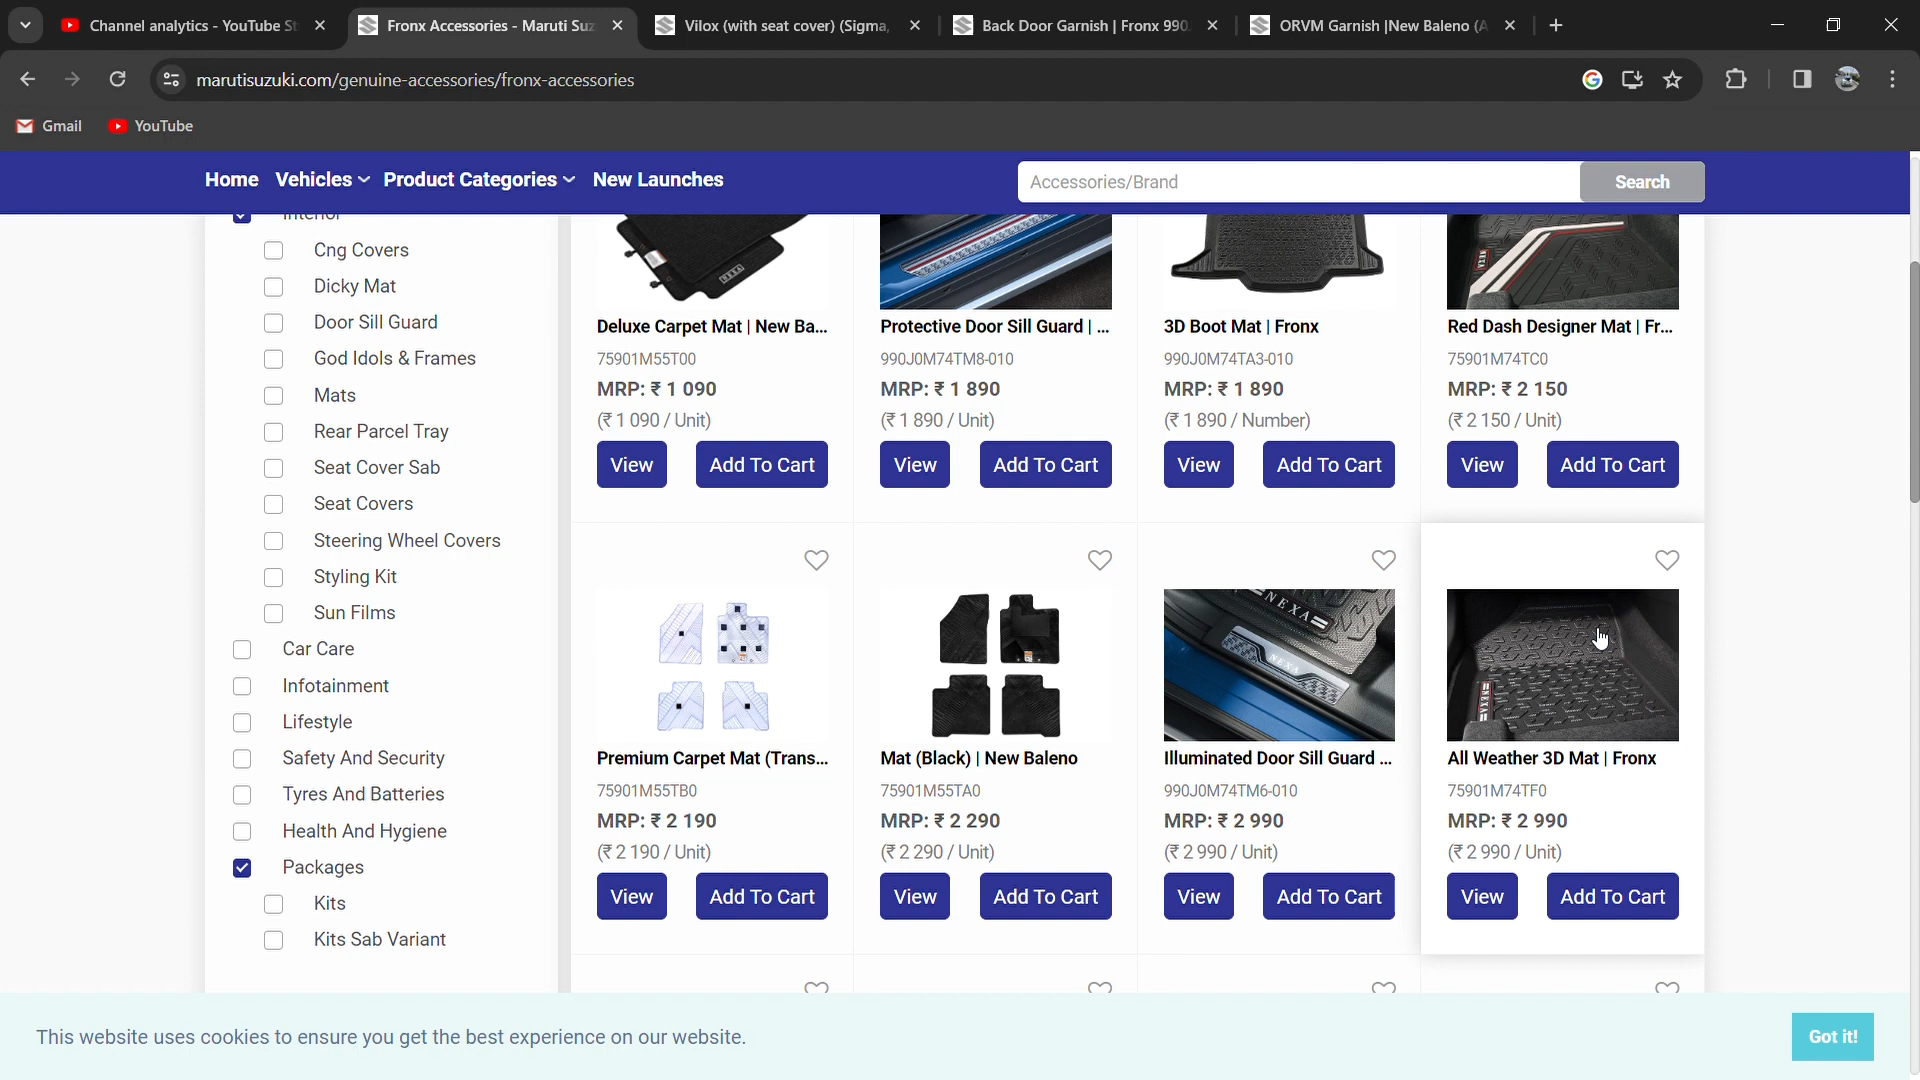 Channel analytics - YouTube St
Fronx Accessories - Maruti Suz
Vilox (with seat cover) (Sigma,
Back Door Garnish | Fronx 990
ORVM Garnish |New Baleno (A
marutisuzuki.com/genuine-accessories/fronx-accessories
Gmail
YouTube
Home
Vehicles
Product Categories
New Launches
Accessories/Brand
Search
Interior
Cng Covers
Dicky Mat
Door Sill Guard
God Idols & Frames
Mats
Rear Parcel Tray
Seat Cover Sab
Seat Covers
Steering Wheel Covers
Styling Kit
Sun Films
Car Care
Infotainment
Lifestyle
Safety And Security
Tyres And Batteries
Health And Hygiene
Packages
Kits
Kits Sab Variant
Deluxe Carpet Mat | New Ba...
75901M55T00
MRP: ₹ 1 090
(₹ 1 090 / Unit)
View
Add To Cart
Protective Door Sill Guard | ...
990J0M74TM8-010
MRP: ₹ 1 890
(₹ 1 890 / Unit)
View
Add To Cart
3D Boot Mat | Fronx
990J0M74TA3-010
MRP: ₹ 1 890
(₹ 1 890 / Number)
View
Add To Cart
NEXA
Red Dash Designer Mat | Fr...
75901M74TC0
MRP: ₹ 2 150
(₹ 2 150 / Unit)
View
Add To Cart
Premium Carpet Mat (Trans...
75901M55TB0
MRP: ₹ 2 190
(₹ 2 190 / Unit)
View
Add To Cart
Mat (Black) | New Baleno
75901M55TA0
MRP: ₹ 2 290
(₹ 2 290 / Unit)
View
Add To Cart
NEXA
NEXA
Illuminated Door Sill Guard ...
990J0M74TM6-010
MRP: ₹ 2 990
(₹ 2 990 / Unit)
View
Add To Cart
NEXA
All Weather 3D Mat | Fronx
75901M74TF0
MRP: ₹ 2 990
(₹ 2 990 / Unit)
View
Add To Cart
This website uses cookies to ensure you get the best experience on our website.
Got it!